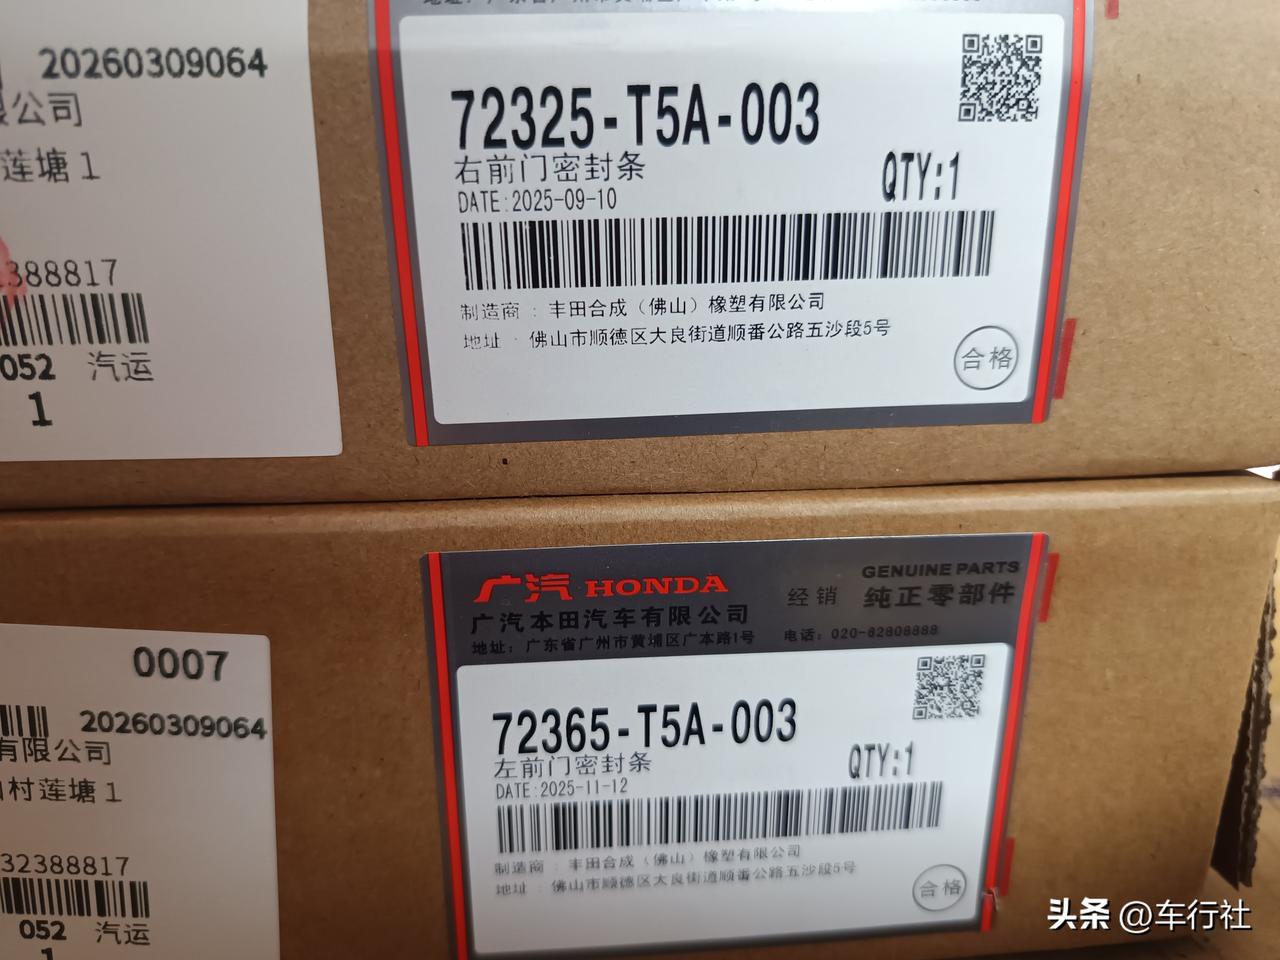 20260309064
限公司
莲塘 1
2388817
052 汽运
1
72325-T5A-003
右前门密封条
QTY:1
DATE:2025-09-10
制造商：丰田合成（佛山）橡塑有限公司
地址：佛山市顺德区大良街道顺番公路五沙段5号
合格
0007
20260309064
有限公司
村莲塘 1
32388817
052 汽运
1
广汽 HONDA
广汽本田汽车有限公司
地址：广东省广州市黄埔区广本路1号
经销
GENUINE PARTS
纯正零部件
电话：020-82808888
72365-T5A-003
左前门密封条
QTY:1
DATE:2025-11-12
制造商：丰田合成（佛山）橡塑有限公司
地址：佛山市顺德区大良街道顺番公路五沙段5号
合格
头条 @车行社